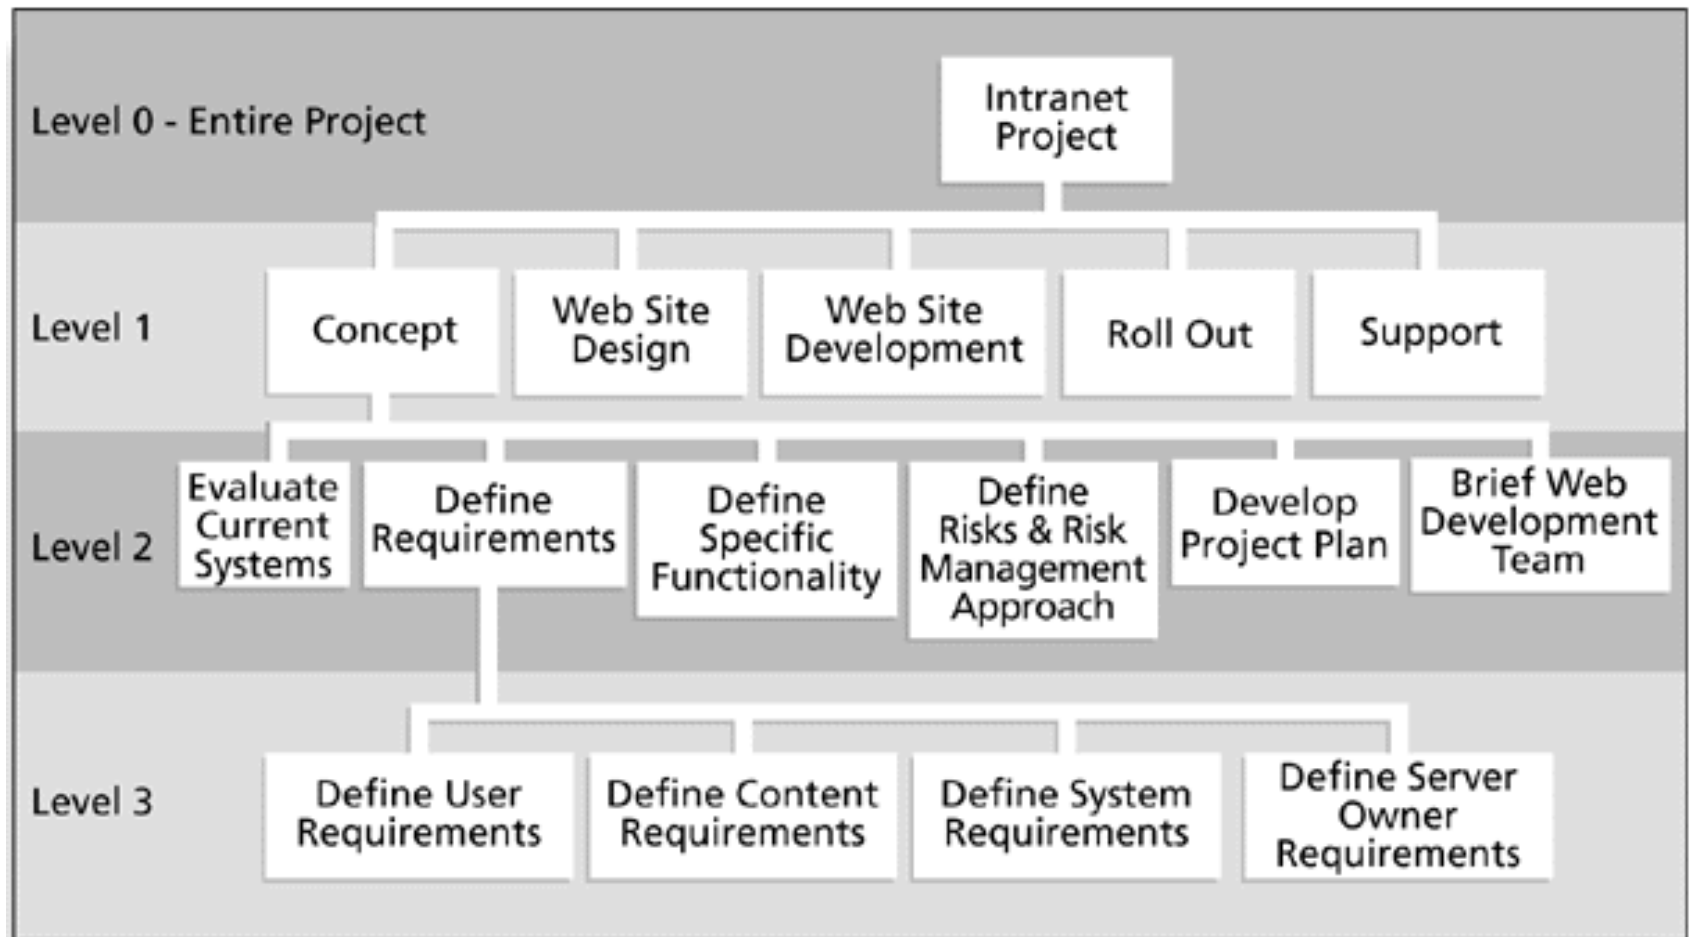 Level 0 - Entire Project
Intranet
Project
Level 1
Concept
Web Site
Design
Web Site
Development
Roll Out
Support
Level 2
Evaluate
Current
Systems
Define
Requirements
Define
Specific
Functionality
Define
Risks & Risk
Management
Approach
Develop
Project Plan
Brief Web
Development
Team
Level 3
Define User
Requirements
Define Content
Requirements
Define System
Requirements
Define Server
Owner
Requirements